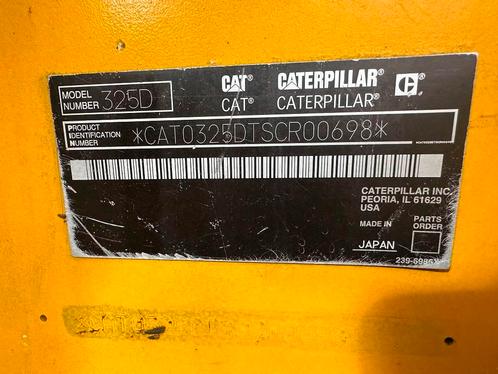 MODEL NUMBER 325D
CAT® CATERPILLAR®
CAT® CATERPILLAR®
PRODUCT IDENTIFICATION NUMBER *CAT0325DTSCR00698*
CATERPILLAR INC.
PEORIA, IL 61629
USA
MADE IN PARTS ORDER
JAPAN